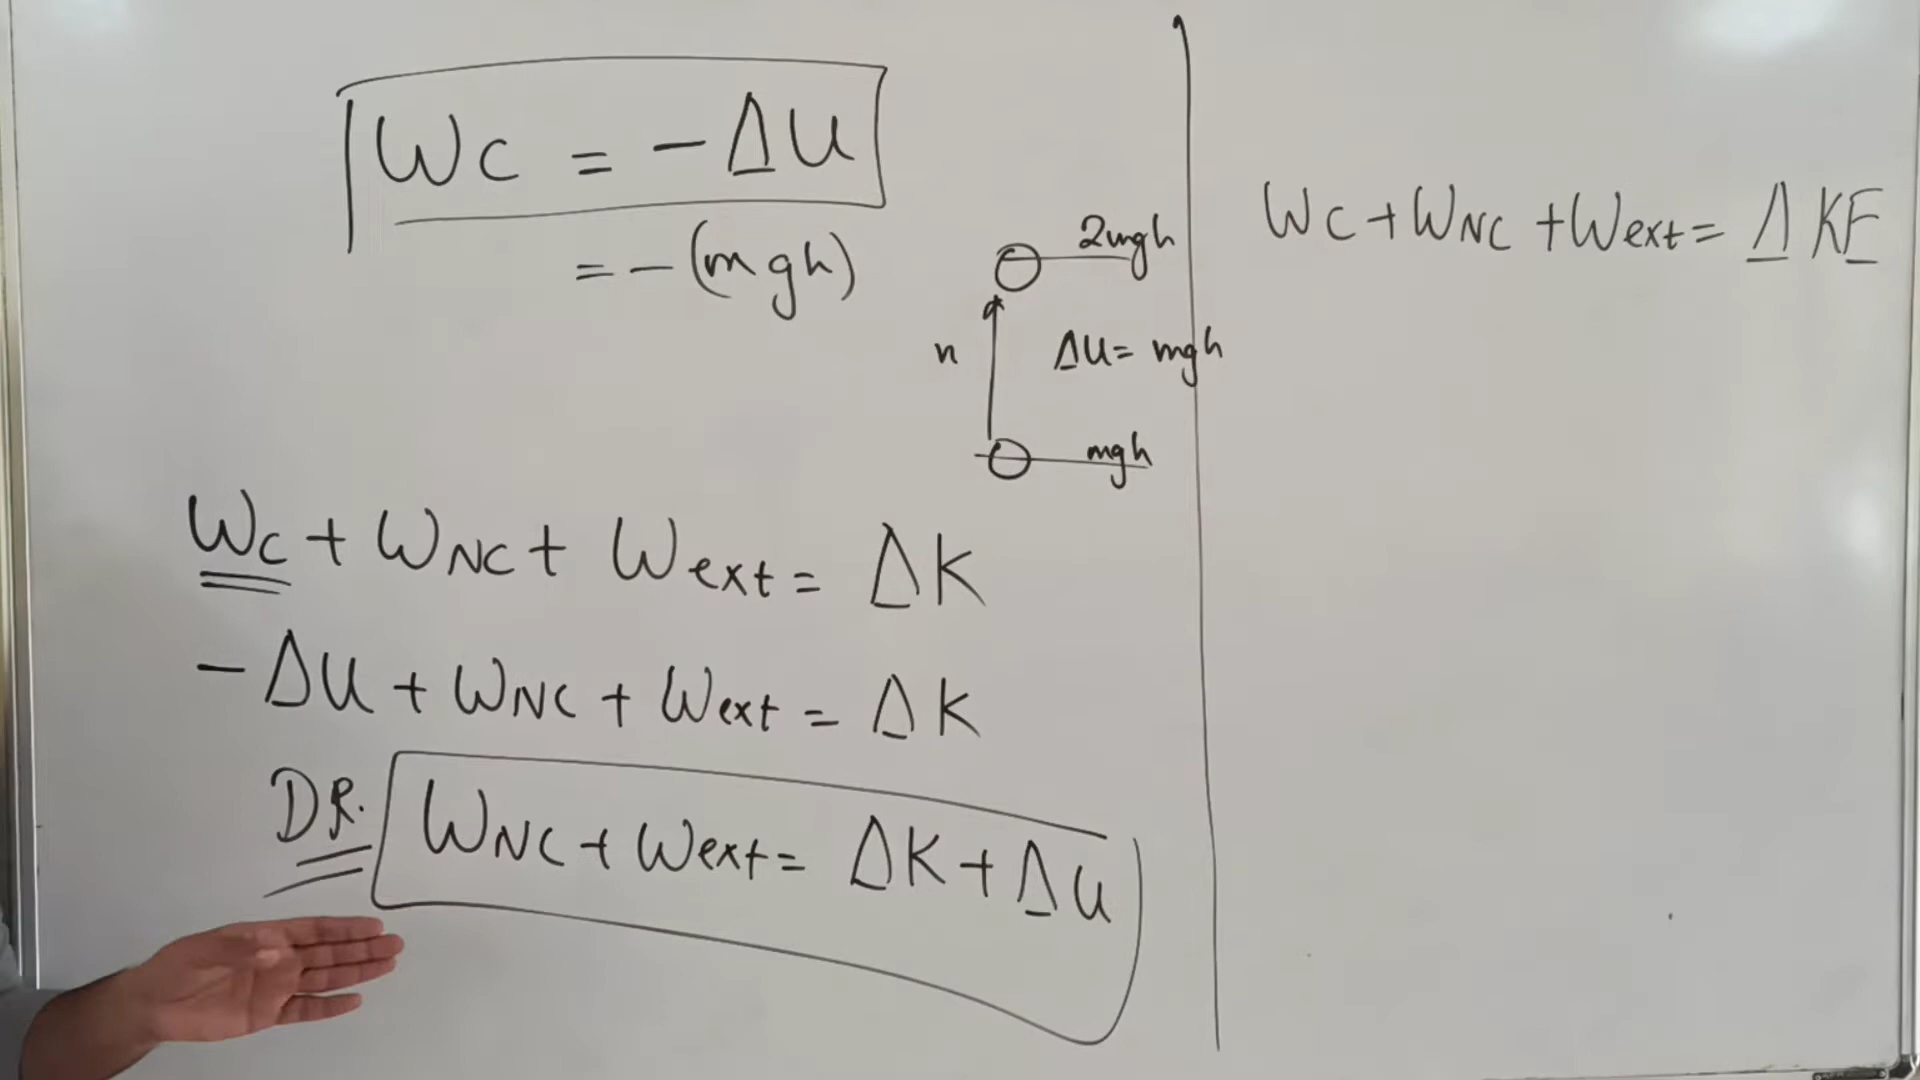 Wc = -ΔU
= -(mgh)
2mgh
h
ΔU= mgh
mgh
Wc + WNC + Wext = ΔK
-ΔU + WNC + Wext = ΔK
DR. WNC + Wext = ΔK + ΔU
Wc + WNC + Wext = Δ KE